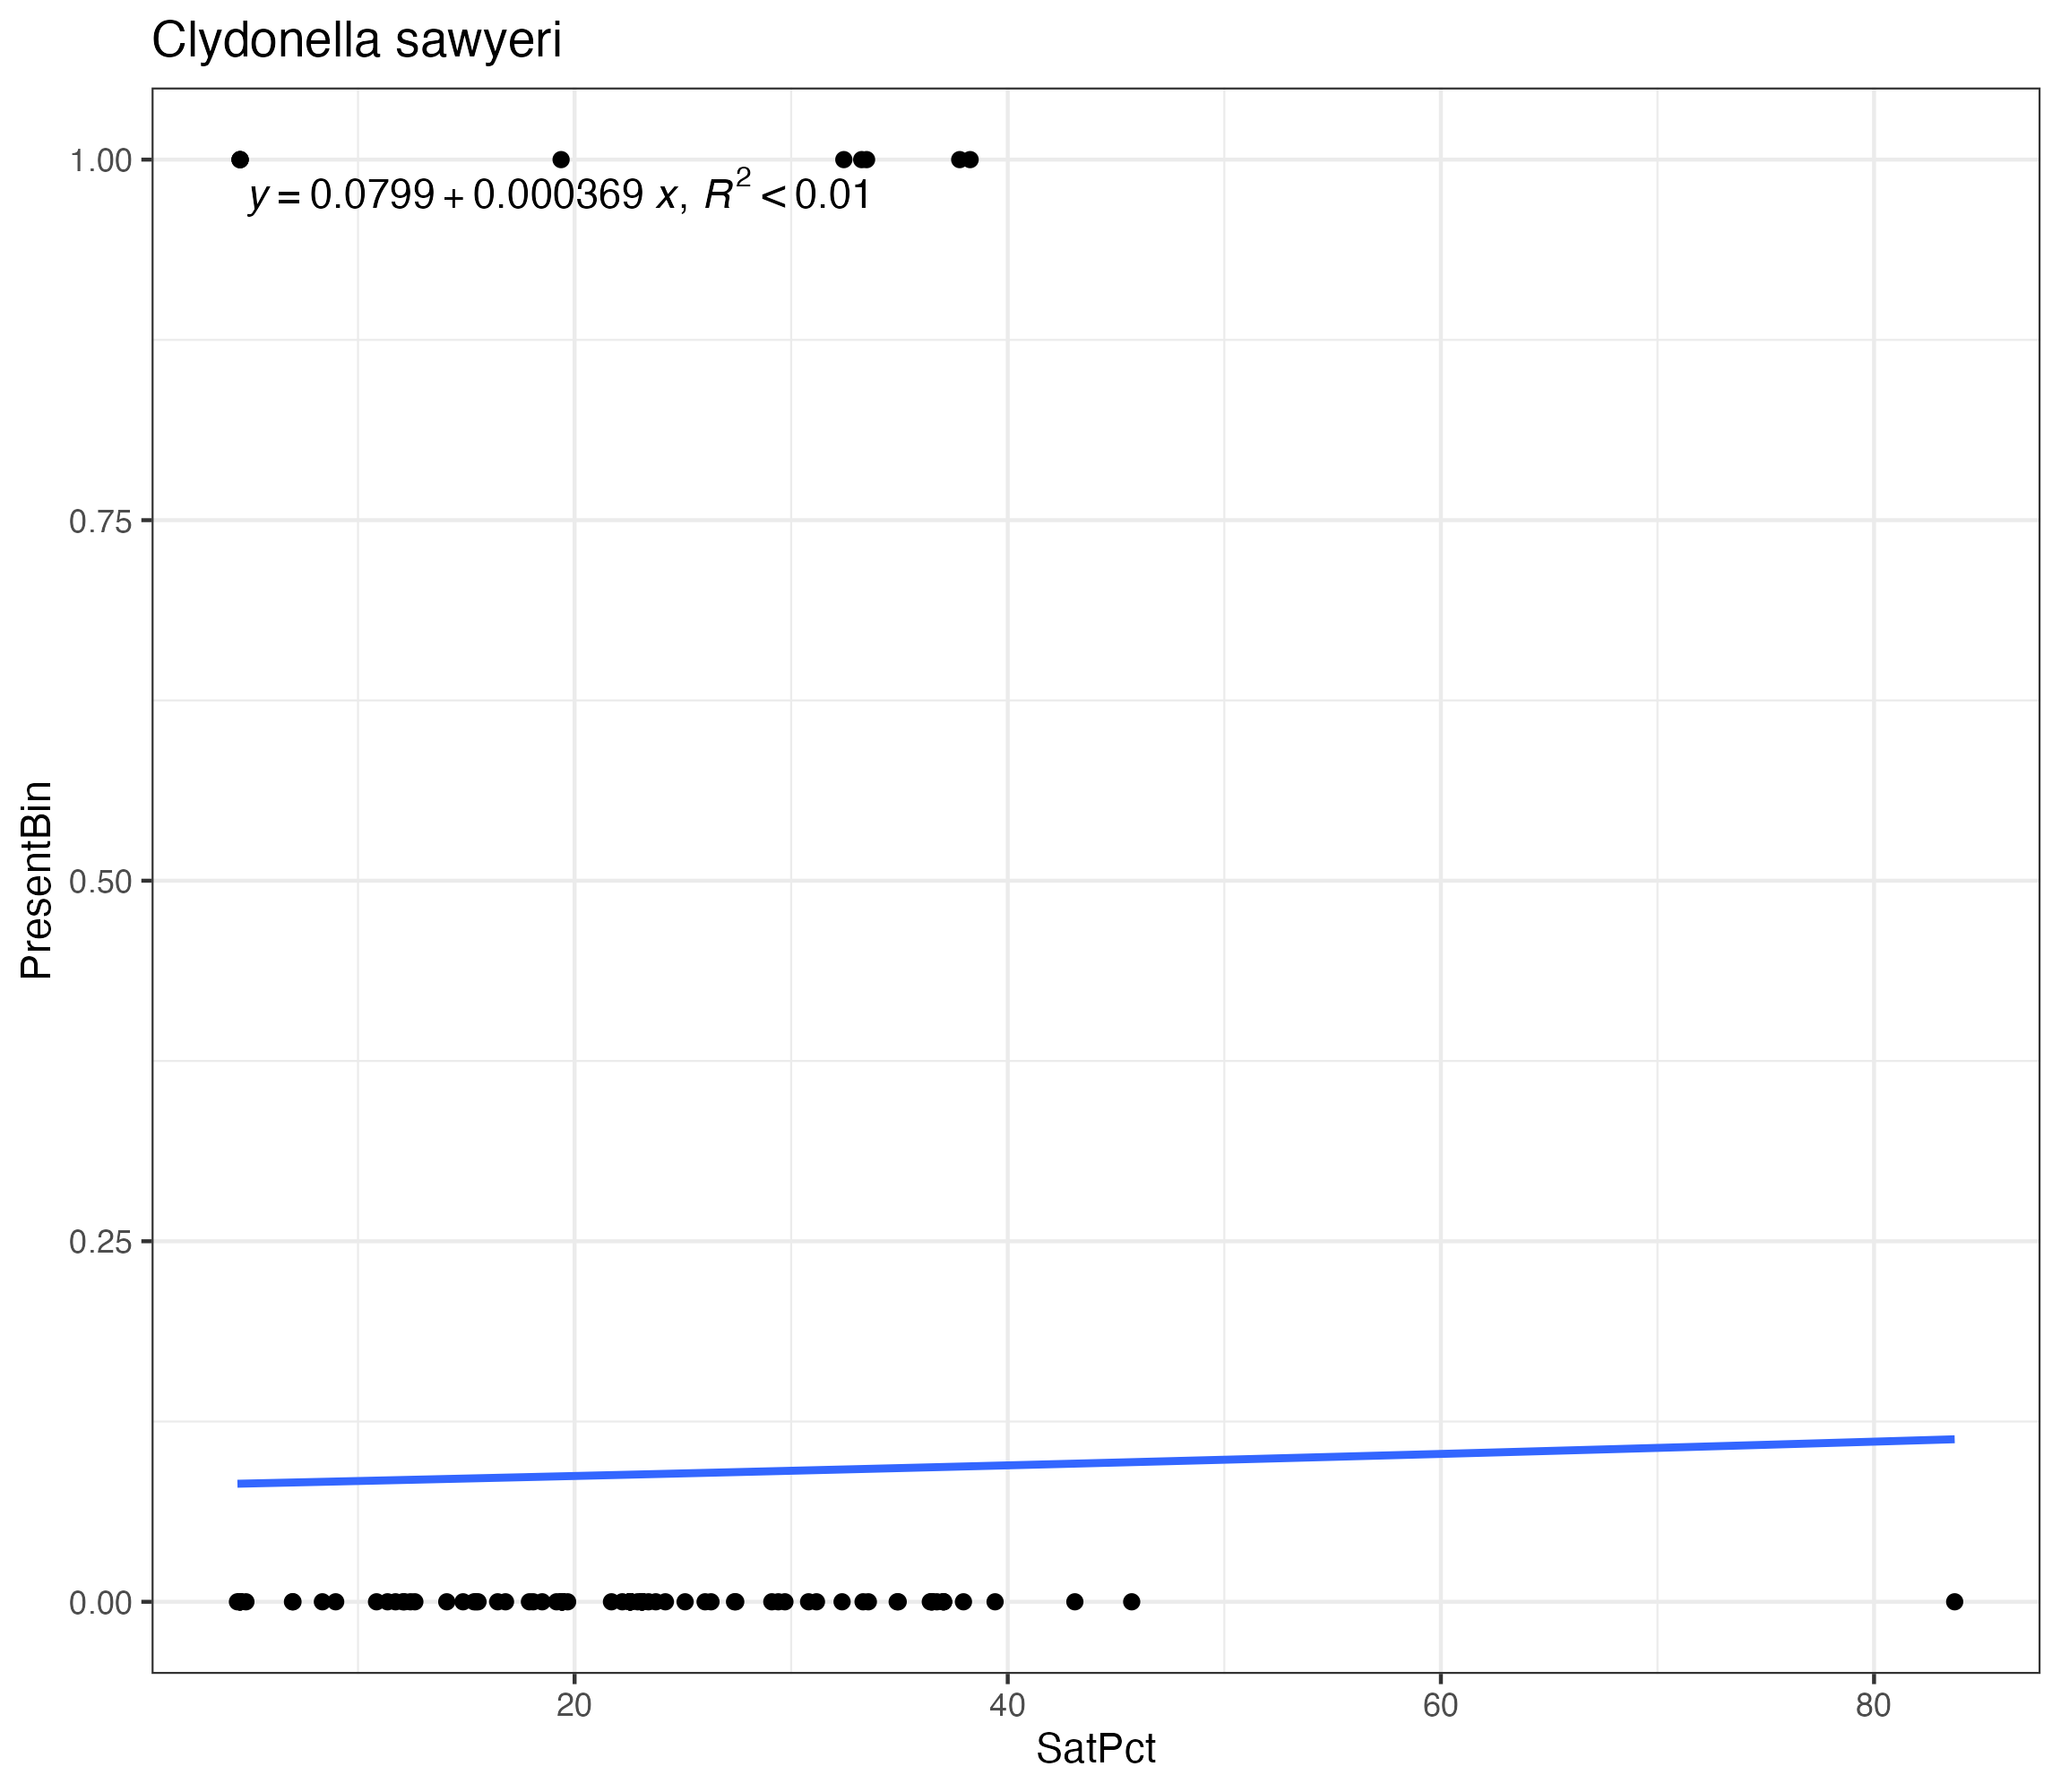 Clydonella sawyeri
y = 0.0799 + 0.000369 x, R² < 0.01
1.00
0.75
0.50
0.25
0.00
PresentBin
20 40 60 80
SatPct